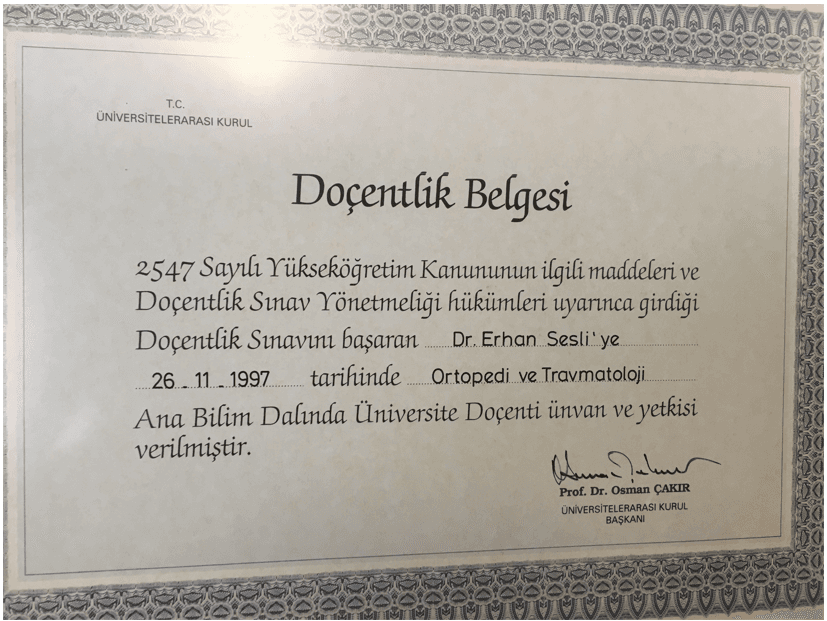 T.C.
ÜNİVERSİTELERARASI KURUL
Doçentlik Belgesi
2547 Sayılı Yükseköğretim Kanununun ilgili maddeleri ve
Doçentlik Sınav Yönetmeliği hükümleri uyarınca girdiği
Doçentlik Sınavını başaran Dr. Erhan Sesli'ye
26 - 11 - 1997 tarihinde Ortopedi ve Travmatoloji
Ana Bilim Dalında Üniversite Doçenti ünvan ve yetkisi
verilmiştir.
Prof. Dr. Osman ÇAKIR
ÜNİVERSİTELERARASI KURUL
BAŞKANI